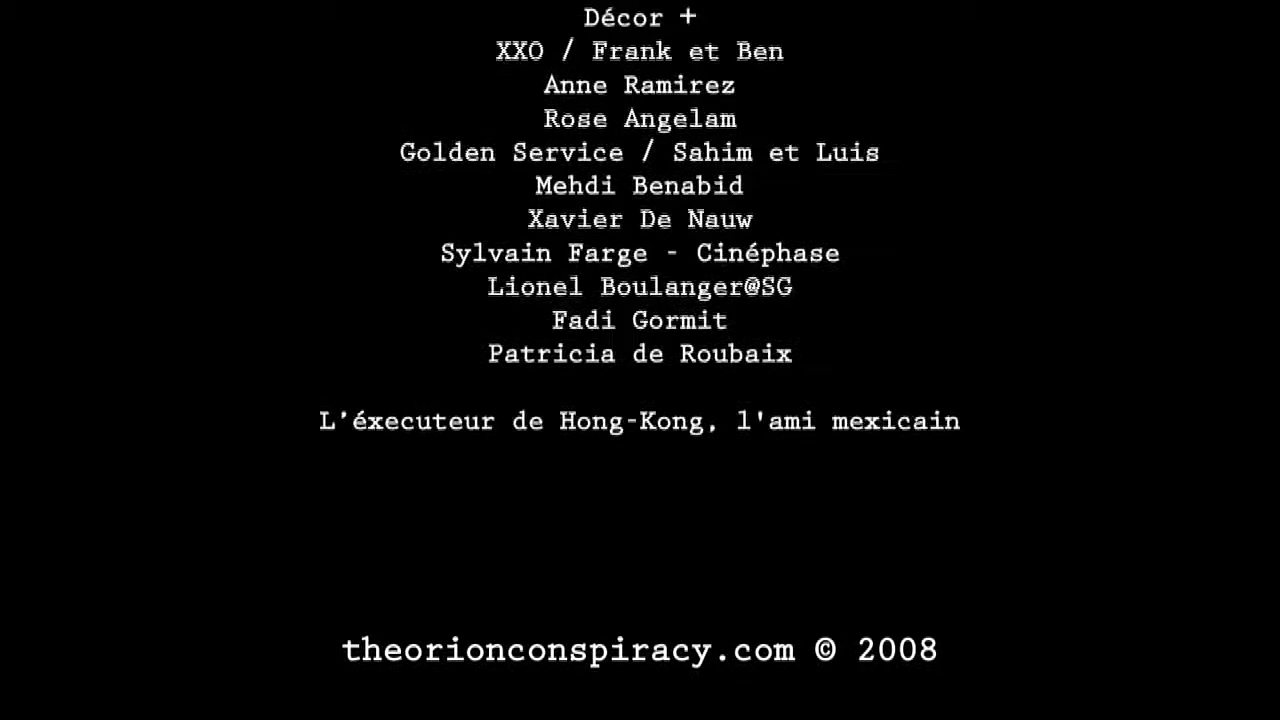 Décor +
XXO / Frank et Ben
Anne Ramirez
Rose Angelam
Golden Service / Sahim et Luis
Mehdi Benabid
Xavier De Nauw
Sylvain Farge - Cinéphase
Lionel Boulanger@SG
Fadi Gormit
Patricia de Roubaix
L’éxecuteur de Hong-Kong, l'ami mexicain
theorionconspiracy.com © 2008